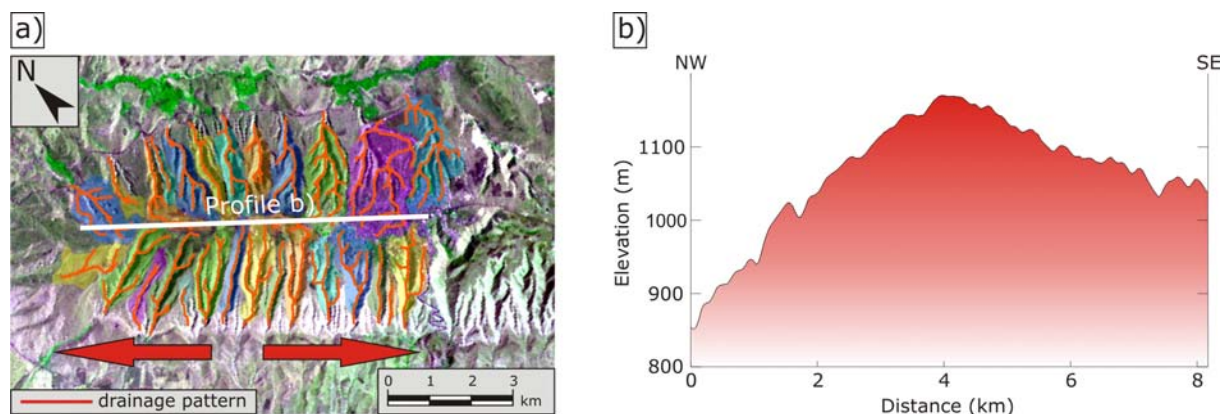 a)
N
Profile b)
drainage pattern
0 1 2 3
km
b)
NW
SE
Elevation (m)
1100
1000
900
800
0 2 4 6 8
Distance (km)